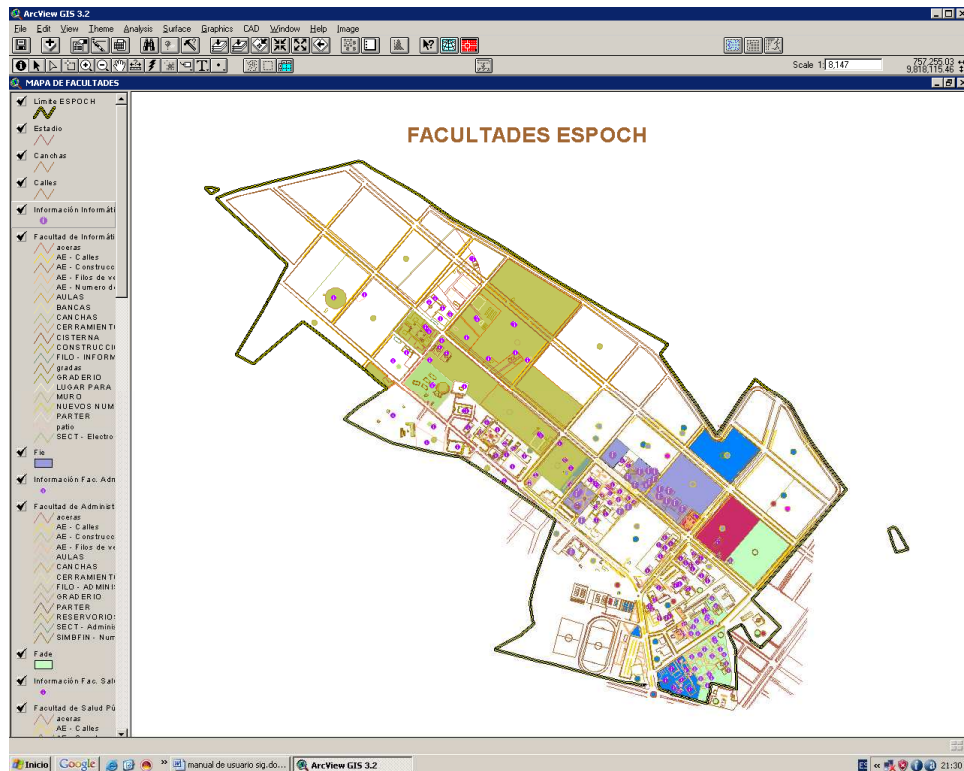 ArcView GIS 3.2
File Edit View Theme Analysis Surface Graphics CAD Window Help Image
Scale 1: 8,147
757,255.03
9,818,115.46
MAPA DE FACULTADES
Límite ESPOCH
Estadio
Canchas
Calles
Información Informáti
Facultad de Informáti
aceras
AE - Calles
AE - Construcc
AE - Filos de ve
AE - Numero de
AULAS
BANCAS
CANCHAS
CERRAMIENTO
CISTERNA
CONSTRUCCI
FILO - INFORM
gradas
GRADERIO
LUGAR PARA
MURO
NUEVOS NUM
PARTER
patio
SECT - Electro
Fie
Información Fac. Adm
Facultad de Administ
aceras
AE - Calles
AE - Construcc
AE - Filos de ve
AULAS
CANCHAS
CERRAMIENTO
FILO - ADMINIS
GRADERIO
PARTER
RESERVORIOS
SECT - Adminis
SIMBFIN - Num
Fade
Información Fac. Sal
Facultad de Salud Pú
aceras
AE - Calles
FACULTADES ESPOCH
Inicio Google » manual de usuario sig.do... ArcView GIS 3.2 ES « 21:30